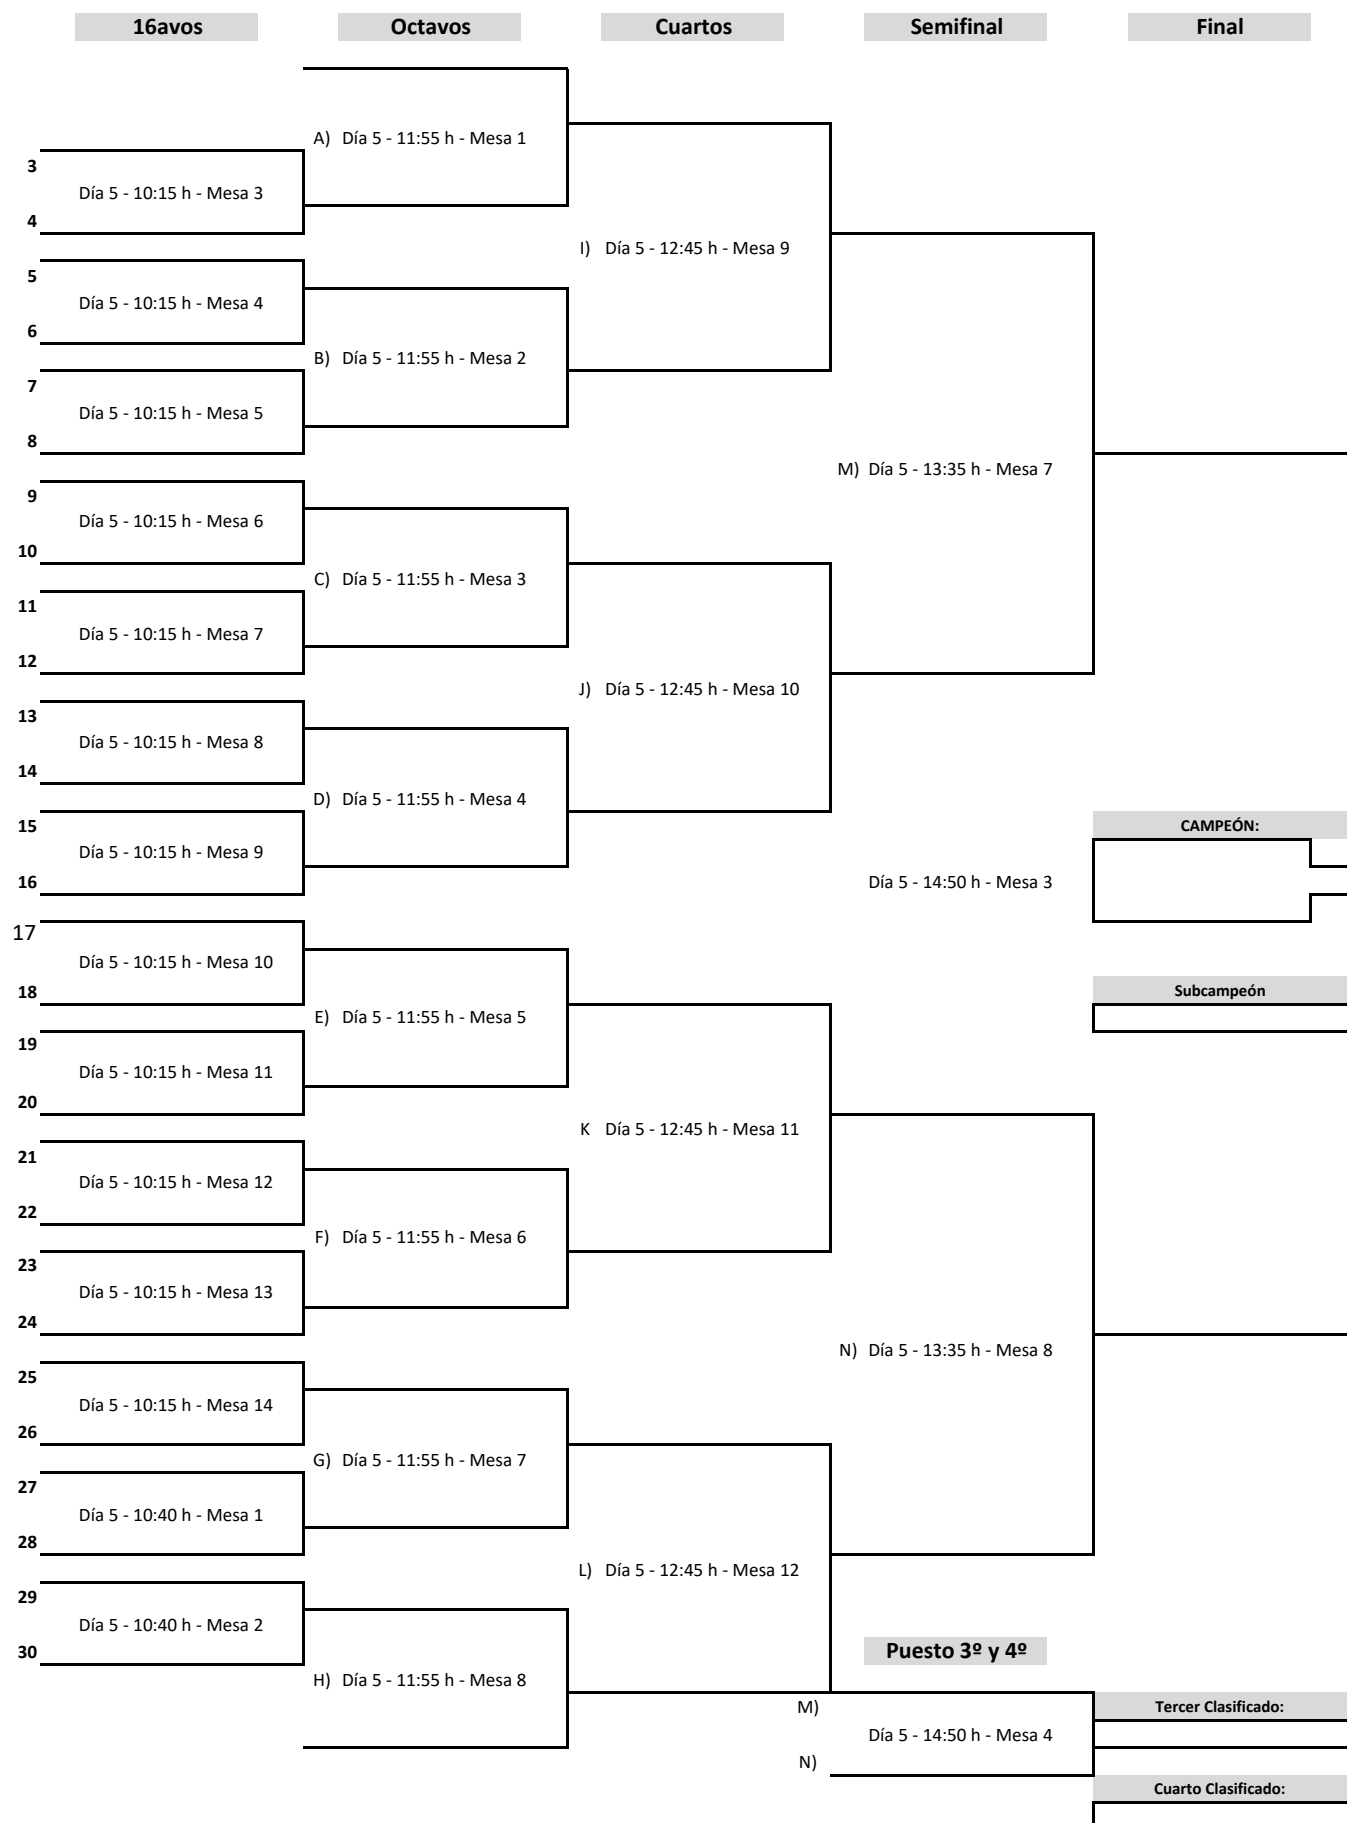 16avos Octavos Cuartos Semifinal Final
A) Día 5 - 11:55 h - Mesa 1
3
Día 5 - 10:15 h - Mesa 3
4
I) Día 5 - 12:45 h - Mesa 9
5
Día 5 - 10:15 h - Mesa 4
6
B) Día 5 - 11:55 h - Mesa 2
7
Día 5 - 10:15 h - Mesa 5
8
M) Día 5 - 13:35 h - Mesa 7
9
Día 5 - 10:15 h - Mesa 6
10
C) Día 5 - 11:55 h - Mesa 3
11
Día 5 - 10:15 h - Mesa 7
12
J) Día 5 - 12:45 h - Mesa 10
13
Día 5 - 10:15 h - Mesa 8
14
D) Día 5 - 11:55 h - Mesa 4
15
CAMPEÓN:
Día 5 - 10:15 h - Mesa 9
16
Día 5 - 14:50 h - Mesa 3
17
Día 5 - 10:15 h - Mesa 10
18
Subcampeón
E) Día 5 - 11:55 h - Mesa 5
19
Día 5 - 10:15 h - Mesa 11
20
K Día 5 - 12:45 h - Mesa 11
21
Día 5 - 10:15 h - Mesa 12
22
F) Día 5 - 11:55 h - Mesa 6
23
Día 5 - 10:15 h - Mesa 13
24
N) Día 5 - 13:35 h - Mesa 8
25
Día 5 - 10:15 h - Mesa 14
26
G) Día 5 - 11:55 h - Mesa 7
27
Día 5 - 10:40 h - Mesa 1
28
L) Día 5 - 12:45 h - Mesa 12
29
Día 5 - 10:40 h - Mesa 2
30
Puesto 3º y 4º
H) Día 5 - 11:55 h - Mesa 8
M)
Tercer Clasificado:
Día 5 - 14:50 h - Mesa 4
N)
Cuarto Clasificado: